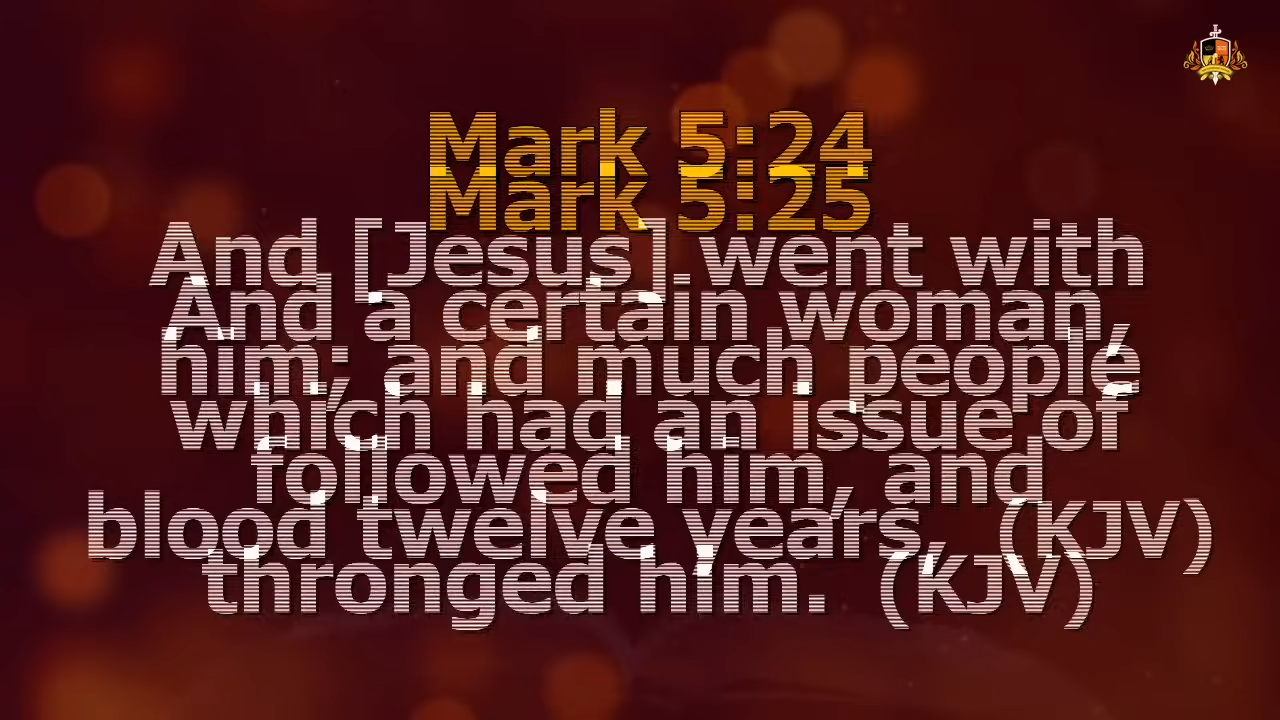 Mark 5:24
Mark 5:25
And [Jesus] went with
And a certain woman,
him; and much people
which had an issue of
followed him, and
blood twelve years, (KJV)
thronged him. (KJV)